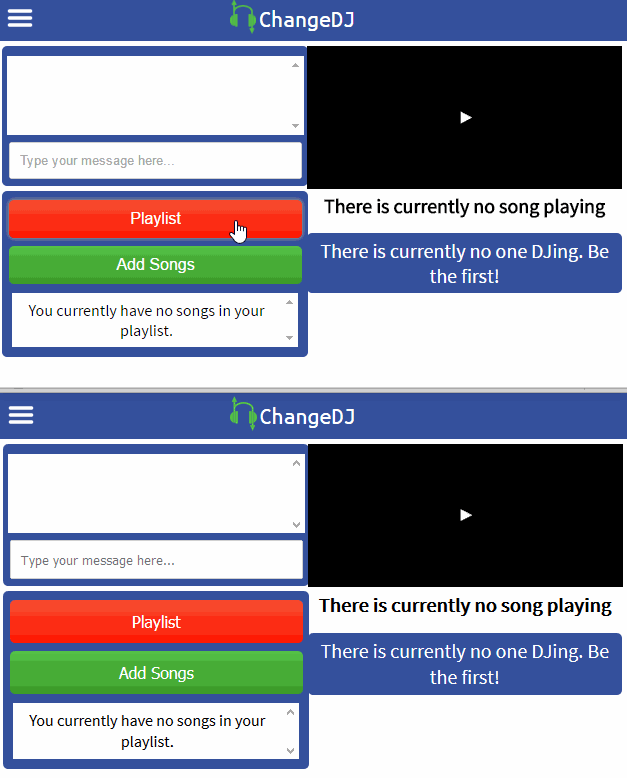 ChangeDJ
Type your message here...
Playlist
Add Songs
You currently have no songs in your
playlist.
There is currently no song playing
There is currently no one DJing. Be
the first!
ChangeDJ
Type your message here...
Playlist
Add Songs
You currently have no songs in your
playlist.
There is currently no song playing
There is currently no one DJing. Be
the first!